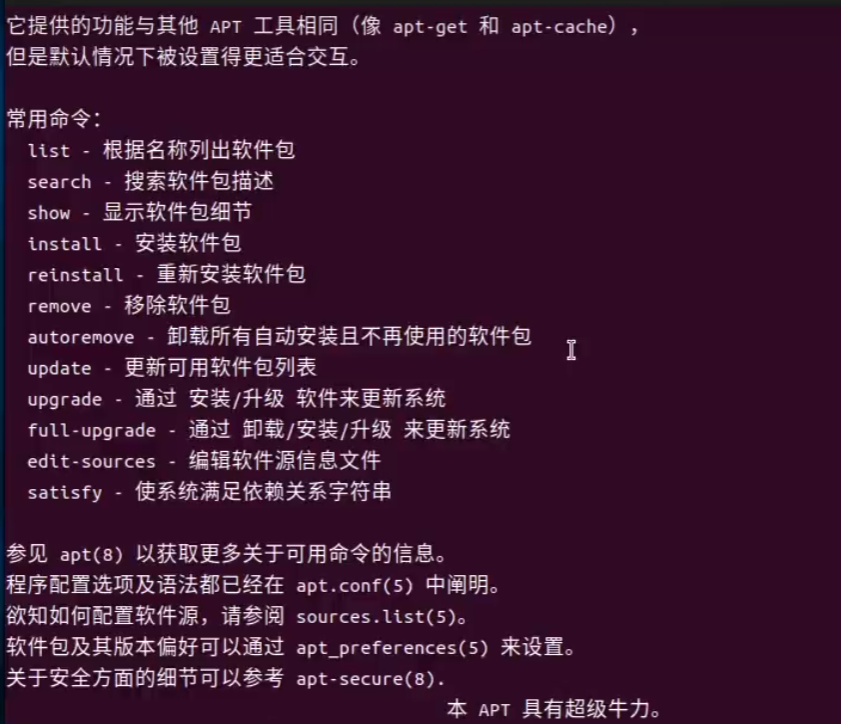 它提供的功能与其他 APT 工具相同（像 apt-get 和 apt-cache），
但是默认情况下被设置得更适合交互。
常用命令：
list - 根据名称列出软件包
search - 搜索软件包描述
show - 显示软件包细节
install - 安装软件包
reinstall - 重新安装软件包
remove - 移除软件包
autoremove - 卸载所有自动安装且不再使用的软件包
update - 更新可用软件包列表
upgrade - 通过 安装/升级 软件来更新系统
full-upgrade - 通过 卸载/安装/升级 来更新系统
edit-sources - 编辑软件源信息文件
satisfy - 使系统满足依赖关系字符串
参见 apt(8) 以获取更多关于可用命令的信息。
程序配置选项及语法都已经在 apt.conf(5) 中阐明。
欲知如何配置软件源，请参阅 sources.list(5)。
软件包及其版本偏好可以通过 apt_preferences(5) 来设置。
关于安全方面的细节可以参考 apt-secure(8).
本 APT 具有超级牛力。